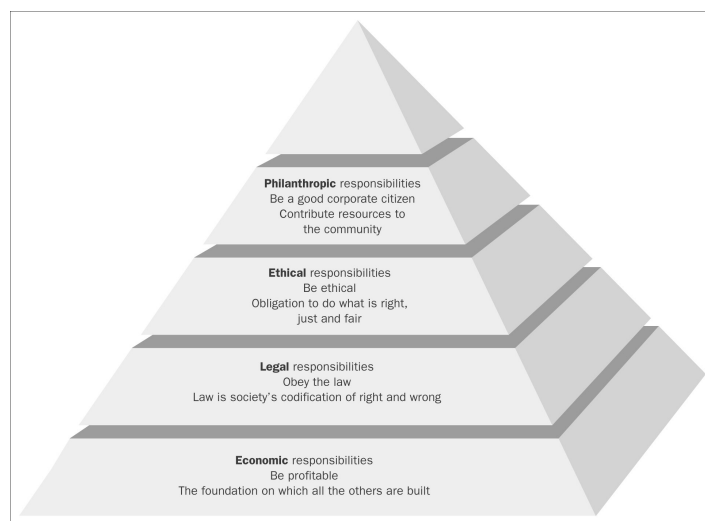 Philanthropic responsibilities
Be a good corporate citizen
Contribute resources to
the community
Ethical responsibilities
Be ethical
Obligation to do what is right,
just and fair
Legal responsibilities
Obey the law
Law is society's codification of right and wrong
Economic responsibilities
Be profitable
The foundation on which all the others are built